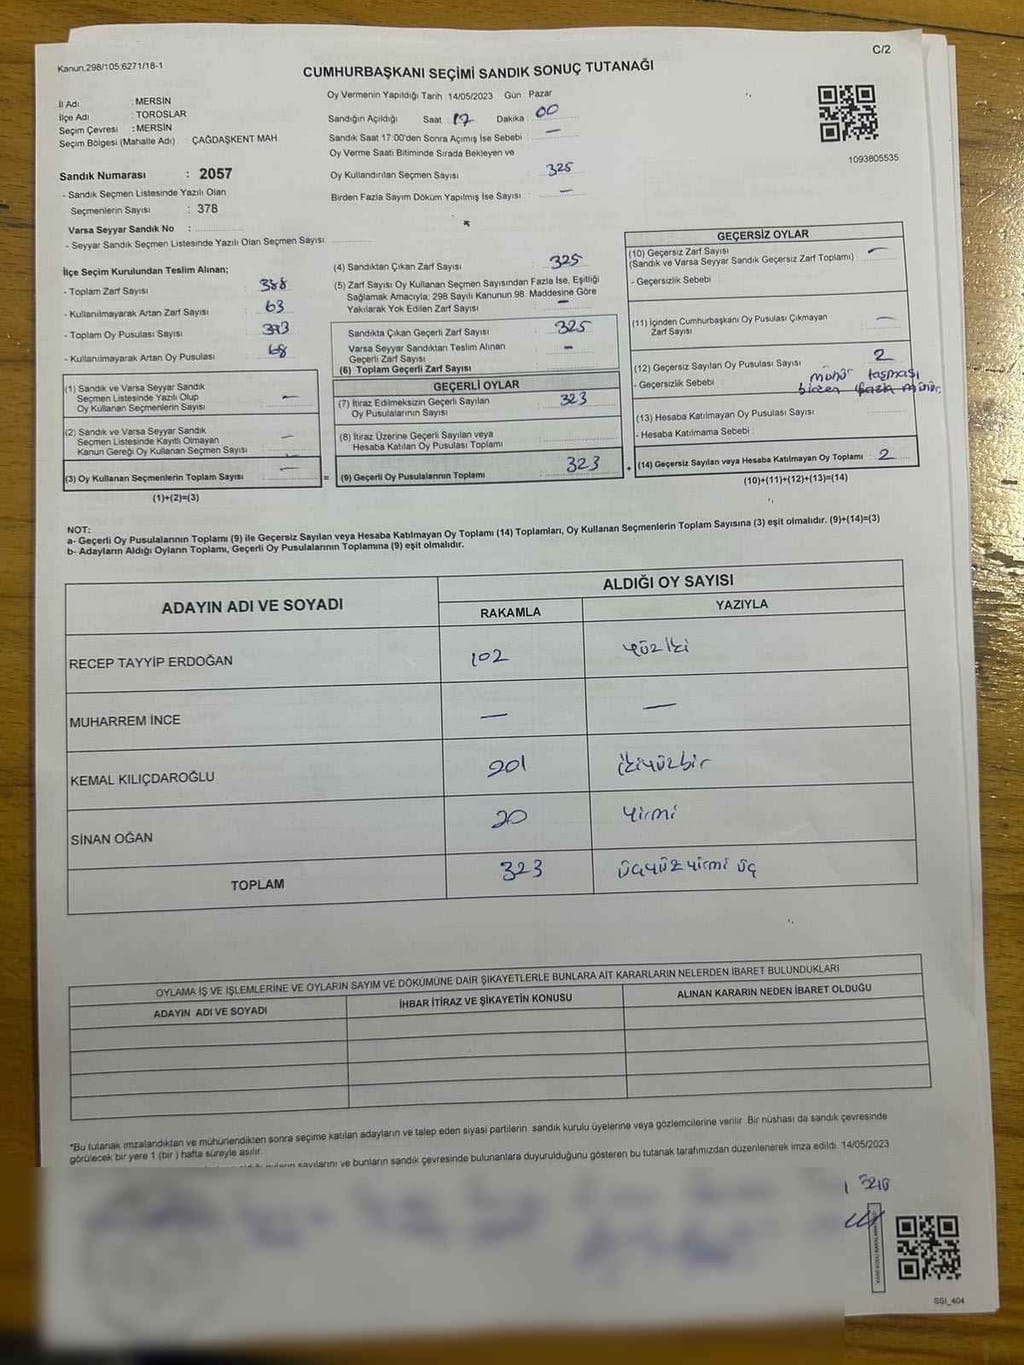 C/2
Kanun;298/105;6271/18-1
CUMHURBAŞKANI SEÇİMİ SANDIK SONUÇ TUTANAĞI
İl Adı: : MERSİN
İlçe Adı : TOROSLAR
Seçim Çevresi : MERSİN
Seçim Bölgesi (Mahalle Adı) ÇAĞDAŞKENT MAH
Oy Vermenin Yapıldığı Tarih :14/05/2023 Gün : Pazar
Sandığın Açıldığı Saat : 17 Dakika : 00
Sandık Saat 17:00'den Sonra Açımış İse Sebebi : —
Oy Verme Saati Bitiminde Sırada Bekleyen ve
Oy Kullandırılan Seçmen Sayısı : 325
Birden Fazla Sayım Döküm Yapılmış İse Sayısı : —
1093805535
Sandık Numarası : 2057
- Sandık Seçmen Listesinde Yazılı Olan
Seçmenlerin Sayısı : 378
Varsa Seyyar Sandık No :
- Seyyar Sandık Seçmen Listesinde Yazılı Olan Seçmen Sayısı:
İlçe Seçim Kurulundan Teslim Alınan;
- Toplam Zarf Sayısı : 388
- Kullanılmayarak Artan Zarf Sayısı : 63
- Toplam Oy Pusulası Sayısı : 393
- Kullanılmayarak Artan Oy Pusulası : 68
(1) Sandık ve Varsa Seyyar Sandık
Seçmen Listesinde Yazılı Olup
Oy Kullanan Seçmenlerin Sayısı : —
(2) Sandık ve Varsa Seyyar Sandık
Seçmen Listesinde Kayıtlı Olmayan
Kanun Gereği Oy Kullanan Seçmen Sayısı : —
(3) Oy Kullanan Seçmenlerin Toplam Sayısı : —
(1)+(2)=(3)
(4) Sandıktan Çıkan Zarf Sayısı : 325
(5) Zarf Sayısı Oy Kullanan Seçmen Sayısından Fazla İse, Eşitliği
Sağlamak Amacıyla; 298 Sayılı Kanunun 98. Maddesine Göre
Yakılarak Yok Edilen Zarf Sayısı : —
Sandıkta Çıkan Geçerli Zarf Sayısı : 325
Varsa Seyyar Sandıktan Teslim Alınan
Geçerli Zarf Sayısı : —
(6) Toplam Geçerli Zarf Sayısı
GEÇERLİ OYLAR
(7) İtiraz Edilmeksizin Geçerli Sayılan
Oy Pusulalarının Sayısı : 323
(8) İtiraz Üzerine Geçerli Sayılan veya
Hesaba Katılan Oy Pusulası Toplamı :
= (9) Geçerli Oy Pusulalarının Toplamı : 323 +
GEÇERSİZ OYLAR
(10) Geçersiz Zarf Sayısı : —
(Sandık ve Varsa Seyyar Sandık Geçersiz Zarf Toplamı)
- Geçersizlik Sebebi :
(11) İçinden Cumhurbaşkanı Oy Pusulası Çıkmayan
Zarf Sayısı : —
(12) Geçersiz Sayılan Oy Pusulası Sayısı : 2
- Geçersizlik Sebebi : mühür taşması
birden fazla mühür.
(13) Hesaba Katılmayan Oy Pusulası Sayısı :
- Hesaba Katılmama Sebebi :
(14) Geçersiz Sayılan veya Hesaba Katılmayan Oy Toplamı : 2
(10)+(11)+(12)+(13)=(14)
NOT:
a- Geçerli Oy Pusulalarının Toplamı (9) ile Geçersiz Sayılan veya Hesaba Katılmayan Oy Toplamı (14) Toplamları, Oy Kullanan Seçmenlerin Toplam Sayısına (3) eşit olmalıdır. (9)+(14)=(3)
b- Adayların Aldığı Oyların Toplamı, Geçerli Oy Pusulalarının Toplamına (9) eşit olmalıdır.
ADAYIN ADI VE SOYADI ALDIĞI OY SAYISI
RAKAMLA YAZIYLA
RECEP TAYYİP ERDOĞAN 102 yüziki
MUHARREM İNCE — —
KEMAL KILIÇDAROĞLU 201 ikiyüzbir
SİNAN OĞAN 20 yirmi
TOPLAM 323 üçyüzyirmi üç
OYLAMA İŞ VE İŞLEMLERİNE VE OYLARIN SAYIM VE DÖKÜMÜNE DAİR ŞİKAYETLERLE BUNLARA AİT KARARLARIN NELERDEN İBARET BULUNDUKLARI
ADAYIN ADI VE SOYADI İHBAR İTİRAZ VE ŞİKAYETİN KONUSU ALINAN KARARIN NEDEN İBARET OLDUĞU
*Bu tutanak imzalandıktan ve mühürlendikten sonra seçime katılan adayların ve talep eden siyasi partilerin sandık kurulu üyelerine veya gözlemcilerine verilir. Bir nüshası da sandık çevresinde
görülecek bir yere 1 (bir ) hafta süreyle asılır.
sayılarını ve bunların sandık çevresinde bulunanlara duyurulduğunu gösteren bu tutanak tarafımızdan düzenlenerek imza edildi. 14/05/2023
SSI_404